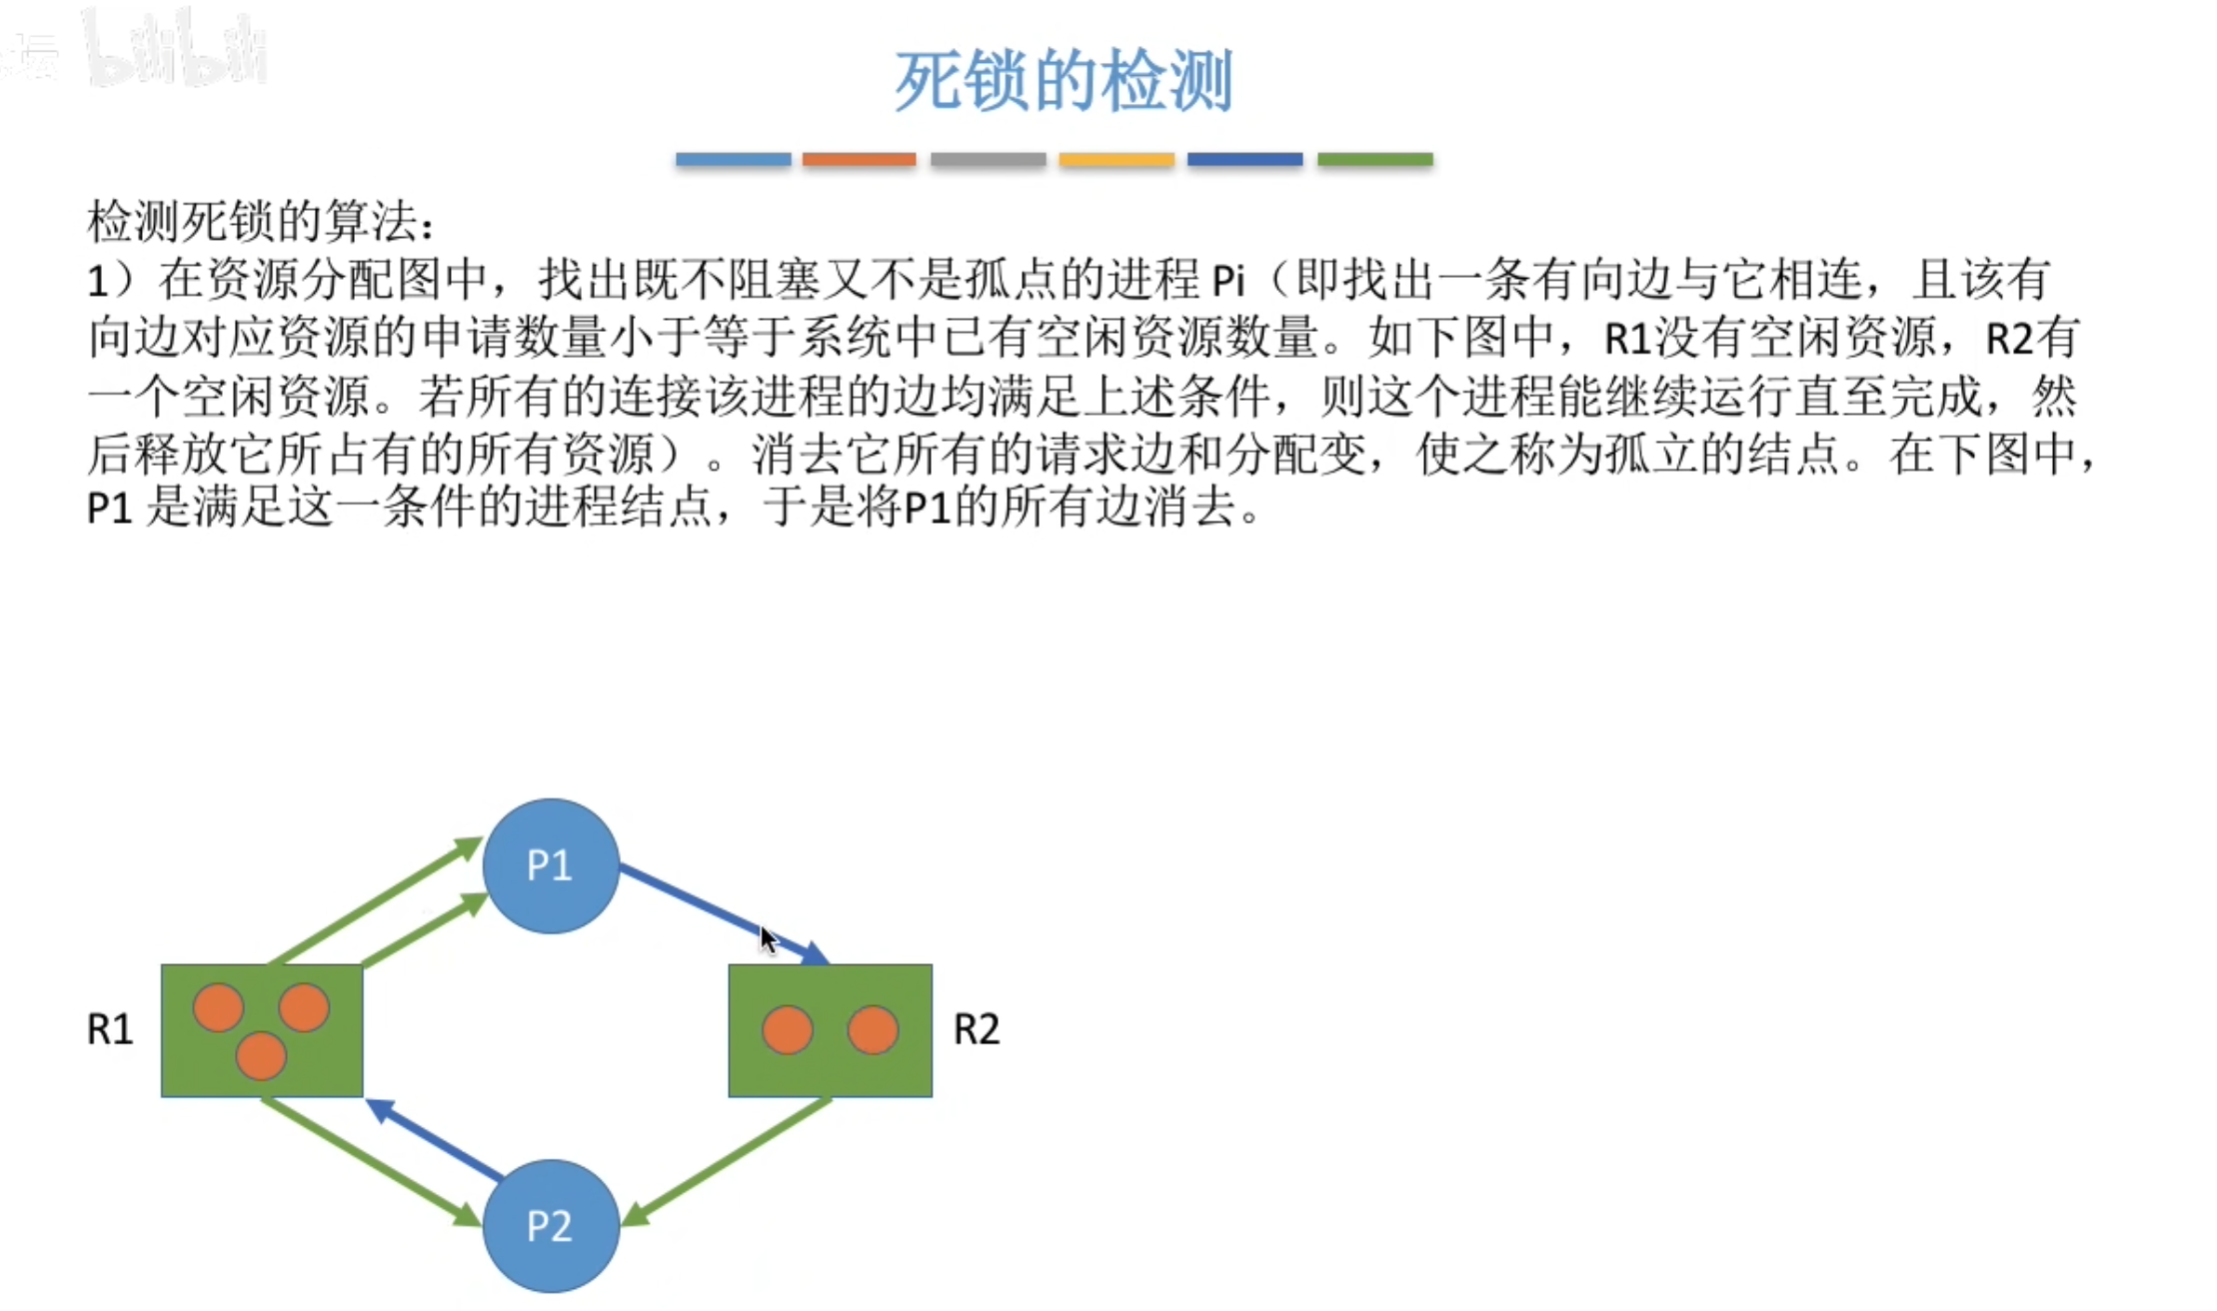 坛 bilibili
死锁的检测
检测死锁的算法：
1）在资源分配图中，找出既不阻塞又不是孤点的进程 Pi（即找出一条有向边与它相连，且该有
向边对应资源的申请数量小于等于系统中已有空闲资源数量。如下图中，R1没有空闲资源，R2有
一个空闲资源。若所有的连接该进程的边均满足上述条件，则这个进程能继续运行直至完成，然
后释放它所占有的所有资源）。消去它所有的请求边和分配变，使之称为孤立的结点。在下图中，
P1 是满足这一条件的进程结点，于是将P1的所有边消去。
P1
R1
R2
P2